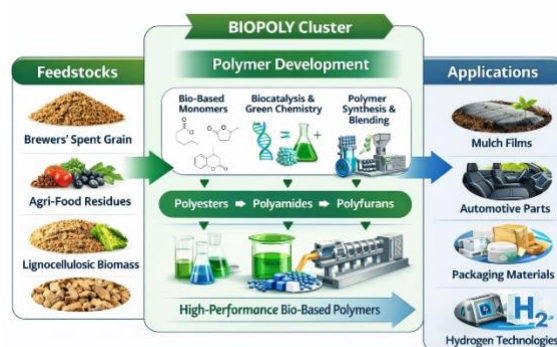 BIOPOLY Cluster
Feedstocks
Brewers' Spent Grain
Agri-Food Residues
Lignocellulosic Biomass
Polymer Development
Bio-Based
Monomers
Biocatalysis &
Green Chemistry
Polymer
Synthesis &
Blending
Polyesters
Polyamides
Polyfurans
High-Performance Bio-Based Polymers
Applications
Mulch Films
Automotive Parts
Packaging Materials
H2
Hydrogen Technologies